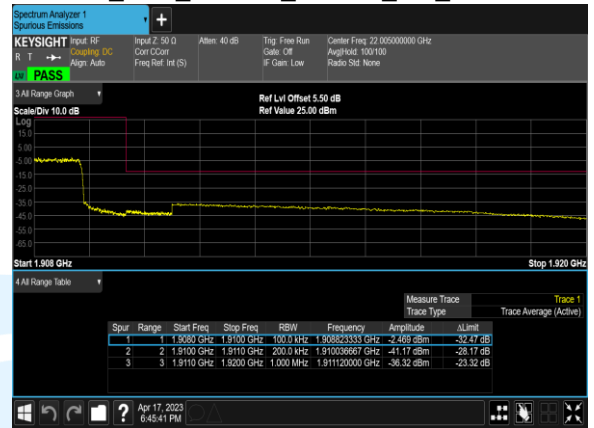 Spectrum Analyzer 1
Spurious Emissions
KEYSIGHT Input: RF Input Z: 50 Ω Atten: 40 dB Trig: Free Run Center Freq: 22.005000000 GHz
R T Coupling: DC Corr CCorr Gate: Off Avg|Hold: 100/100
Align: Auto Freq Ref: Int (S) IF Gain: Low Radio Std: None
LXI PASS
3 All Range Graph
Ref Lvl Offset 5.50 dB
Scale/Div 10.0 dB Ref Value 25.00 dBm
Log
15.0
5.00
-5.00
-15.0
-25.0
-35.0
-45.0
-55.0
-65.0
Start 1.908 GHz Stop 1.920 GHz
4 All Range Table
Measure Trace Trace 1
Trace Type Trace Average (Active)
Spur Range Start Freq Stop Freq RBW Frequency Amplitude ΔLimit
1 1 1.9080 GHz 1.9100 GHz 100.0 kHz 1.908823333 GHz -2.469 dBm -32.47 dB
2 2 1.9100 GHz 1.9110 GHz 200.0 kHz 1.910036667 GHz -41.17 dBm -28.17 dB
3 3 1.9110 GHz 1.9200 GHz 1.000 MHz 1.911120000 GHz -36.32 dBm -23.32 dB
Apr 17, 2023
6:45:41 PM